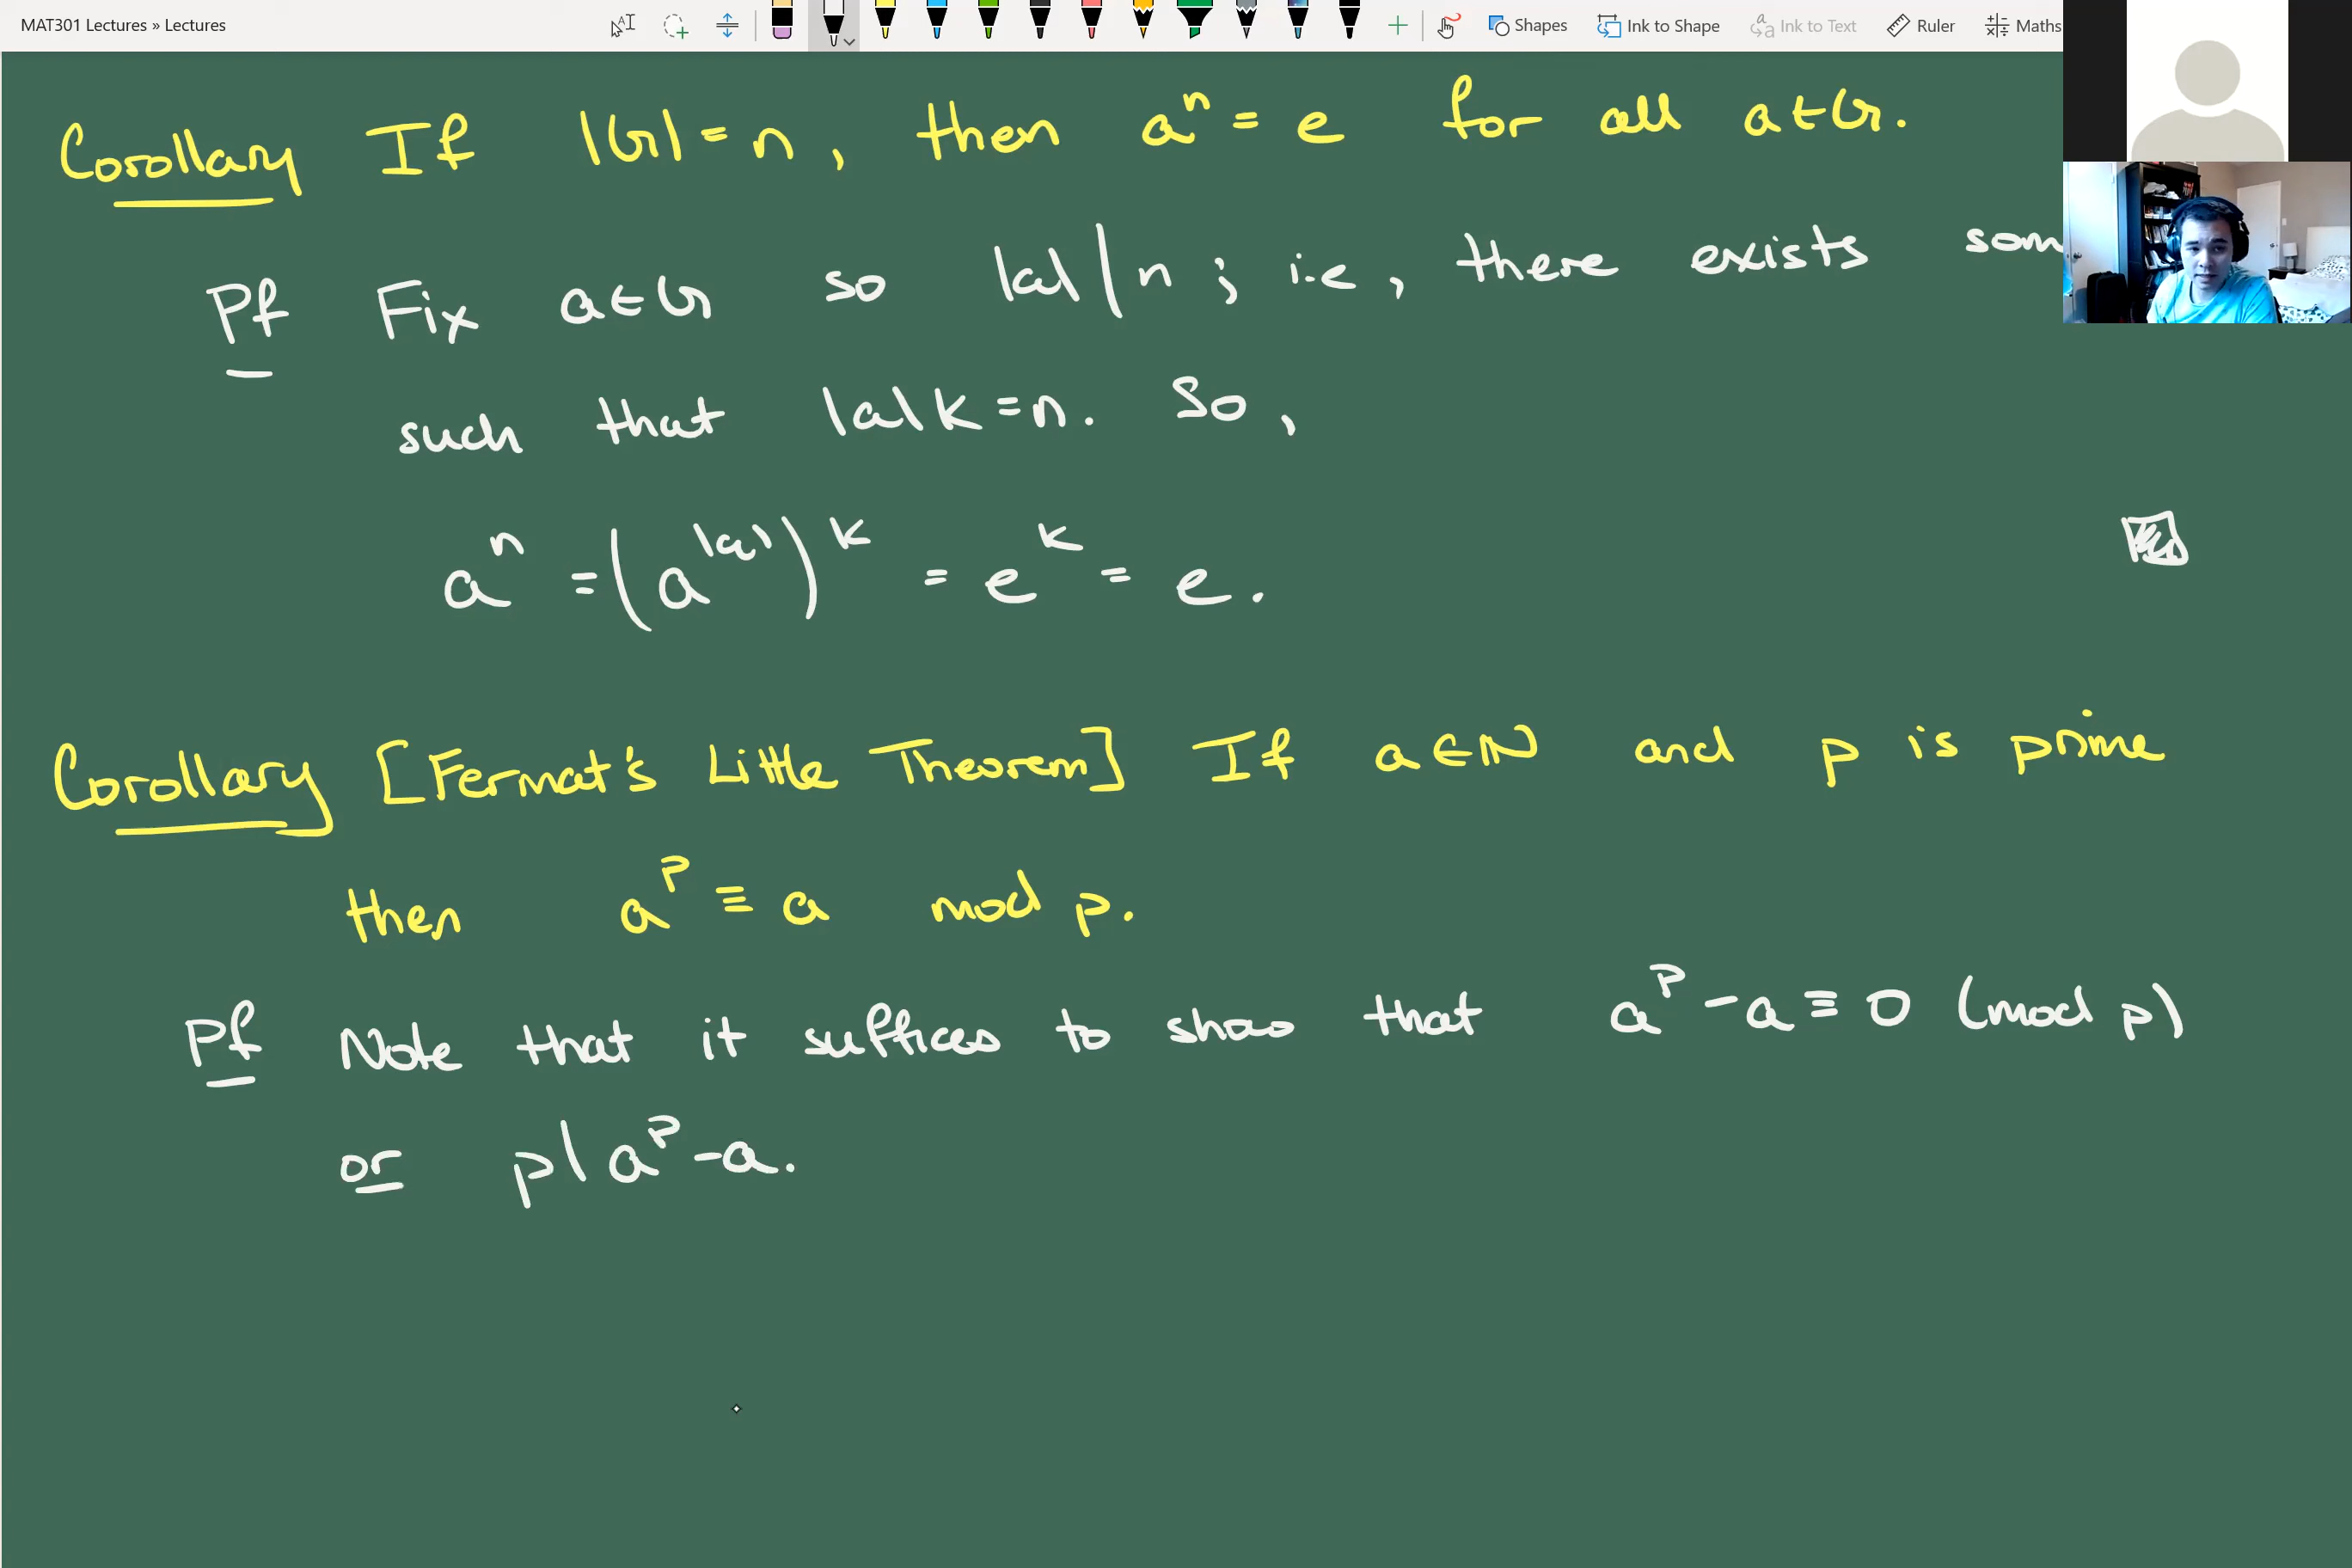 MAT301 Lectures » Lectures
Shapes Ink to Shape Ink to Text Ruler Maths
Corollary If |G| = n, then a^n = e for all a ∈ G.
Pf Fix a ∈ G so |a| | n ; i.e, there exists
such that |a|k = n. So,
a^n = (a^|a|)^k = e^k = e.
Corollary [Fermat's Little Theorem] If a ∈ ℕ and p is prime
then a^p ≡ a mod p.
Pf Note that it suffices to show that a^p - a ≡ 0 (mod p)
or p | a^p - a.